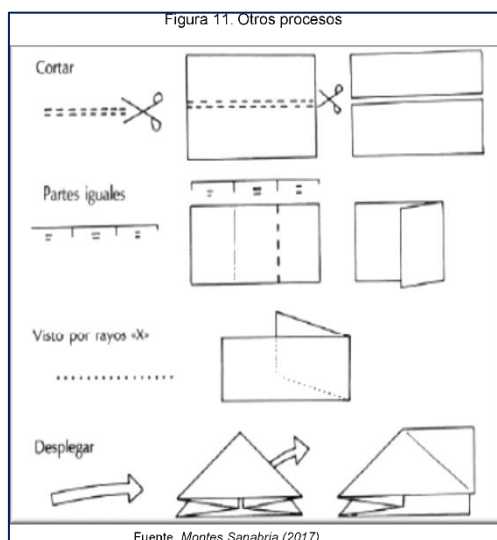 Figura 11. Otros procesos
Cortar
Partes iguales
Visto por rayos «X»
Desplegar
Fuente. Montes Sanabria (2017)